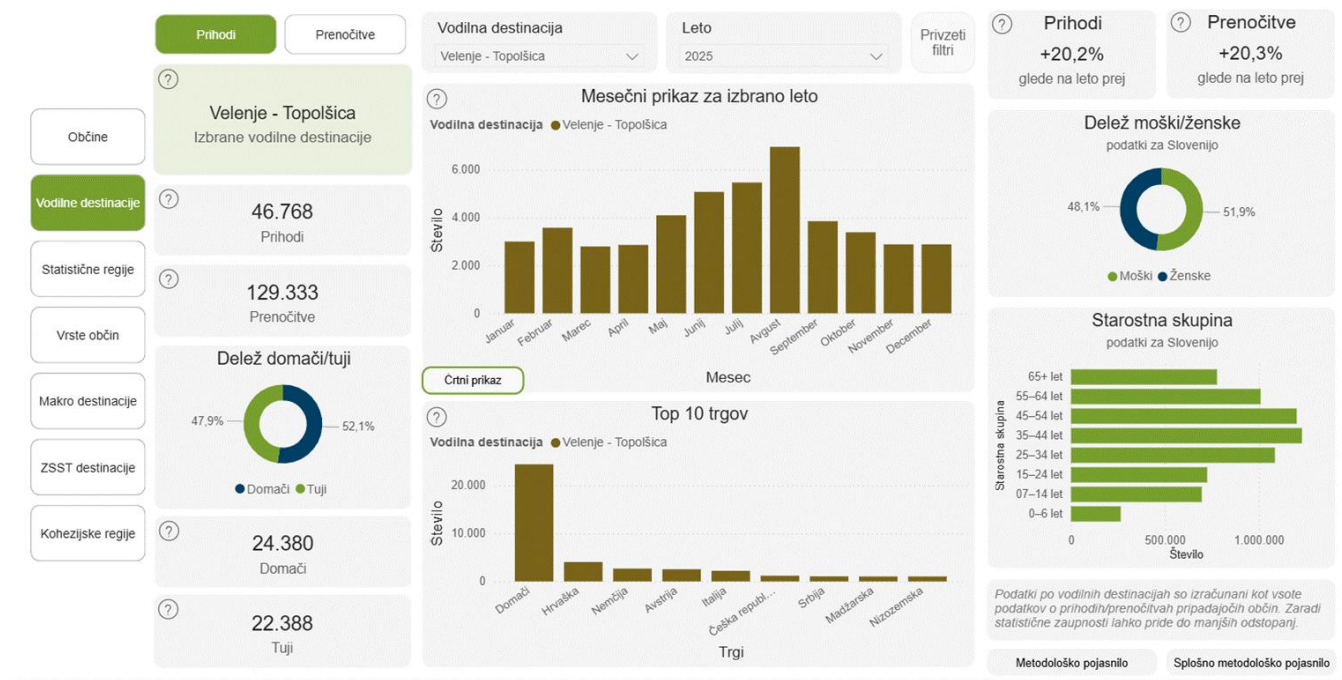 Občine
Vodilne destinacije
Statistične regije
Vrste občin
Makro destinacije
ZSST destinacije
Kohezijske regije
Prihodi
Prenočitve
?
Velenje - Topolšica
Izbrane vodilne destinacije
?
46.768
Prihodi
?
129.333
Prenočitve
Delež domači/tuji
47,9%
52,1%
Domači
Tuji
?
24.380
Domači
?
22.388
Tuji
Vodilna destinacija
Velenje - Topolšica
Leto
2025
Privzeti
filtri
?
Mesečni prikaz za izbrano leto
Vodilna destinacija Velenje - Topolšica
Število
6.000
4.000
2.000
0
Januar
Februar
Marec
April
Maj
Junij
Julij
Avgust
September
Oktober
November
December
Mesec
Črtni prikaz
?
Top 10 trgov
Vodilna destinacija Velenje - Topolšica
Število
20.000
10.000
0
Domači
Hrvaška
Nemčija
Avstrija
Italija
Češka republ...
Srbija
Madžarska
Nizozemska
Trgi
?
Prihodi
+20,2%
glede na leto prej
?
Prenočitve
+20,3%
glede na leto prej
Delež moški/ženske
podatki za Slovenijo
48,1%
51,9%
Moški
Ženske
Starostna skupina
podatki za Slovenijo
Starostna skupina
65+ let
55–64 let
45–54 let
35–44 let
25–34 let
15–24 let
07–14 let
0–6 let
0
500.000
1.000.000
Število
Podatki po vodilnih destinacijah so izračunani kot vsote
podatkov o prihodih/prenočitvah pripadajočih občin. Zaradi
statistične zaupnosti lahko pride do manjših odstopanj.
Metodološko pojasnilo
Splošno metodološko pojasnilo